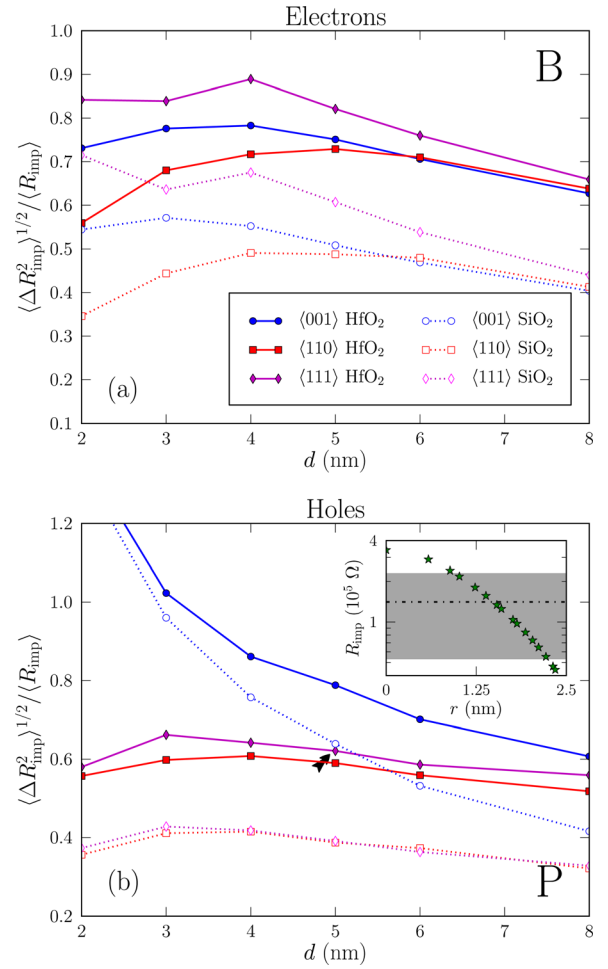 Electrons
1.0
0.9
0.8
0.7
0.6
0.5
0.4
0.3
0.2
0.1
⟨ΔR²imp⟩^1/2/⟨Rimp⟩
B
⟨001⟩ HfO₂ ⟨001⟩ SiO₂
⟨110⟩ HfO₂ ⟨110⟩ SiO₂
⟨111⟩ HfO₂ ⟨111⟩ SiO₂
(a)
2 3 4 5 6 7 8
d (nm)
Holes
1.2
1.0
0.8
0.6
0.4
0.2
⟨ΔR²imp⟩^1/2/⟨Rimp⟩
4
1
Rimp (10⁵ Ω)
0 1.25 2.5
r (nm)
(b)
P
2 3 4 5 6 7 8
d (nm)